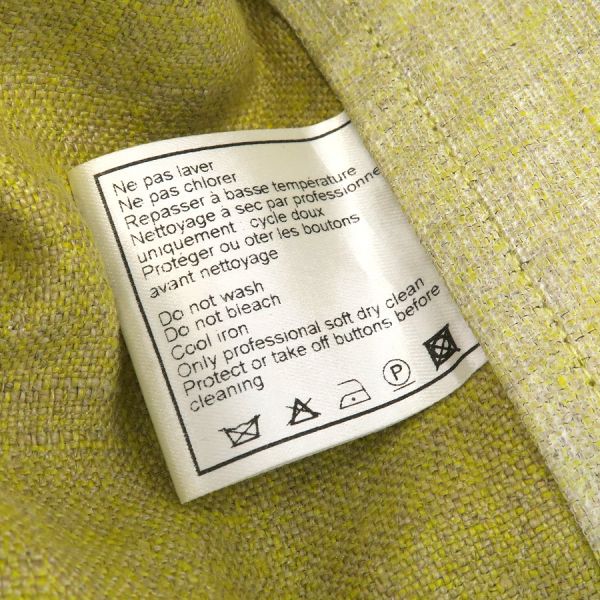 Ne pas laver
Ne pas chlorer
Repasser à basse température
Nettoyage à sec par professionne
uniquement : cycle doux
Protéger ou oter les boutons
avant nettoyage
Do not wash
Do not bleach
Cool iron
Only professional soft dry clean
Protect or take off buttons before
cleaning
P